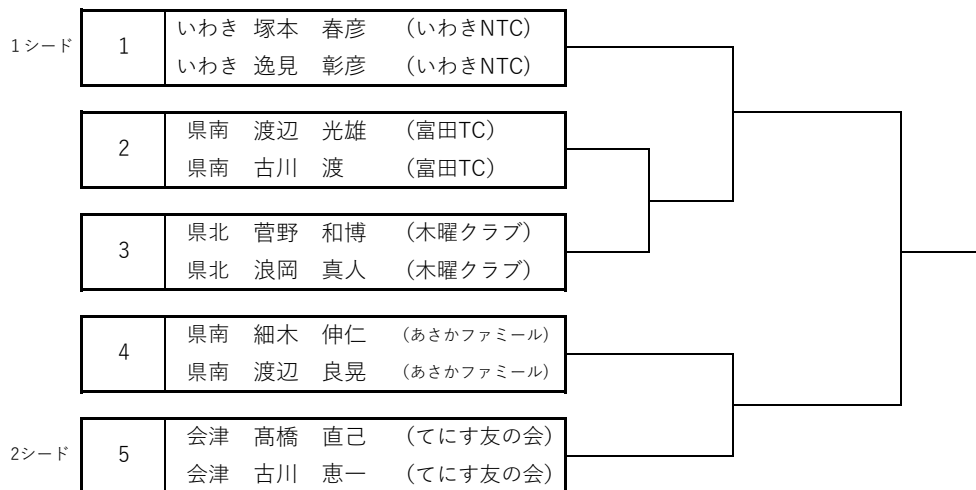 1シード 1 いわき 塚本 春彦 (いわきNTC)
いわき 逸見 彰彦 (いわきNTC)
2 県南 渡辺 光雄 (富田TC)
県南 古川 渡 (富田TC)
3 県北 菅野 和博 (木曜クラブ)
県北 浪岡 真人 (木曜クラブ)
4 県南 細木 伸仁 (あさかファミール)
県南 渡辺 良晃 (あさかファミール)
2シード 5 会津 髙橋 直己 (てにす友の会)
会津 古川 恵一 (てにす友の会)